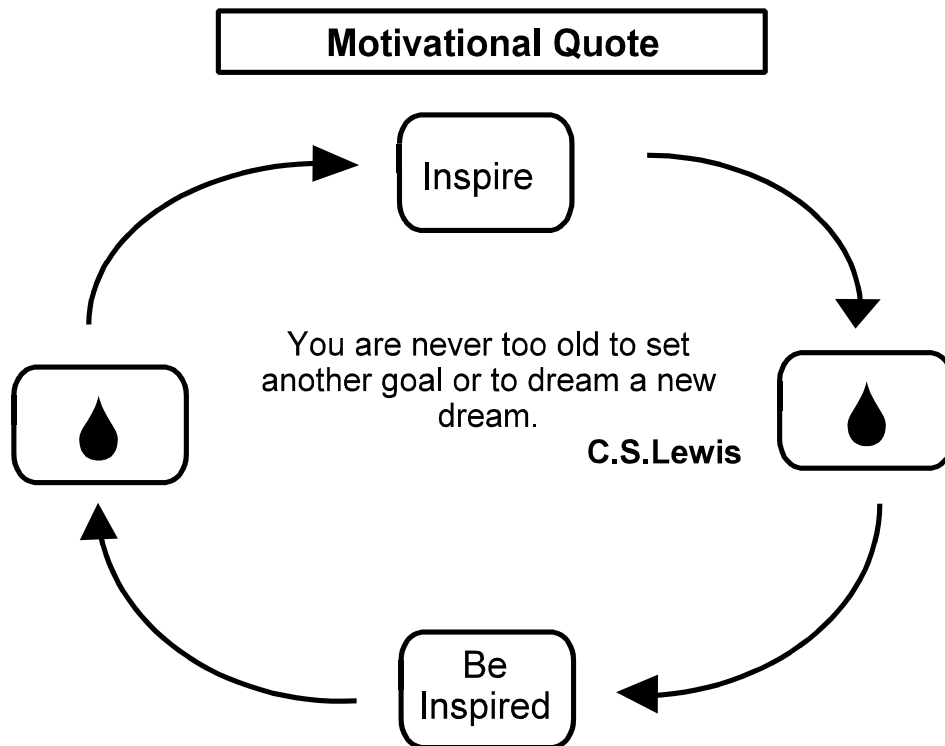 Motivational Quote
Inspire
You are never too old to set
another goal or to dream a new
dream.
C.S.Lewis
Be
Inspired